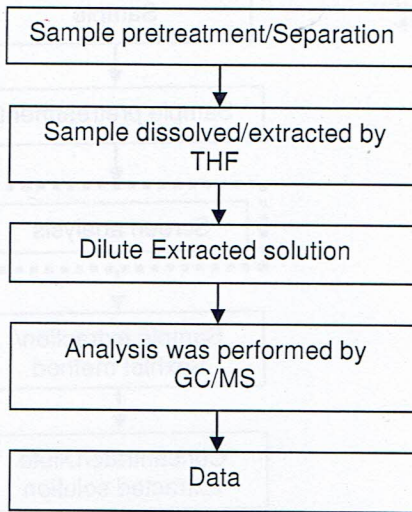 Sample pretreatment/Separation
Sample dissolved/extracted by
THF
Dilute Extracted solution
Analysis was performed by
GC/MS
Data